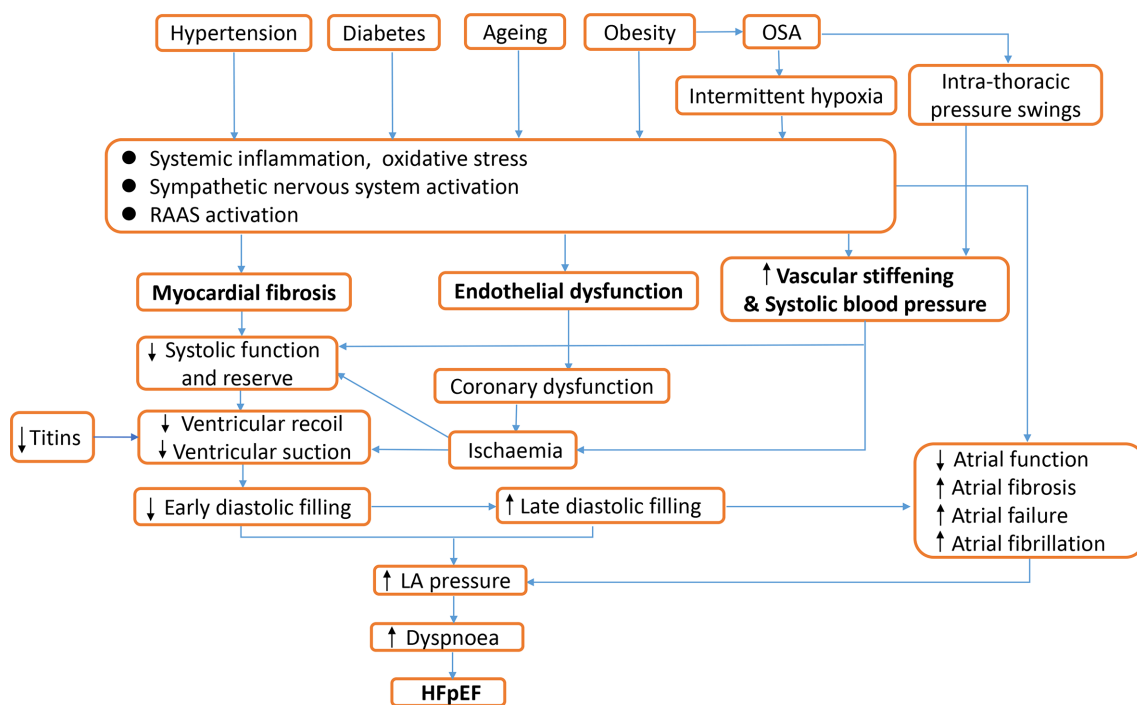 Hypertension
Diabetes
Ageing
Obesity
OSA
Intermittent hypoxia
Intra-thoracic
pressure swings
● Systemic inflammation, oxidative stress
● Sympathetic nervous system activation
● RAAS activation
Myocardial fibrosis
Endothelial dysfunction
↑ Vascular stiffening
& Systolic blood pressure
↓ Systolic function
and reserve
Coronary dysfunction
↓ Titins
↓ Ventricular recoil
↓ Ventricular suction
Ischaemia
↓ Atrial function
↑ Atrial fibrosis
↑ Atrial failure
↑ Atrial fibrillation
↓ Early diastolic filling
↑ Late diastolic filling
↑ LA pressure
↑ Dyspnoea
HFpEF